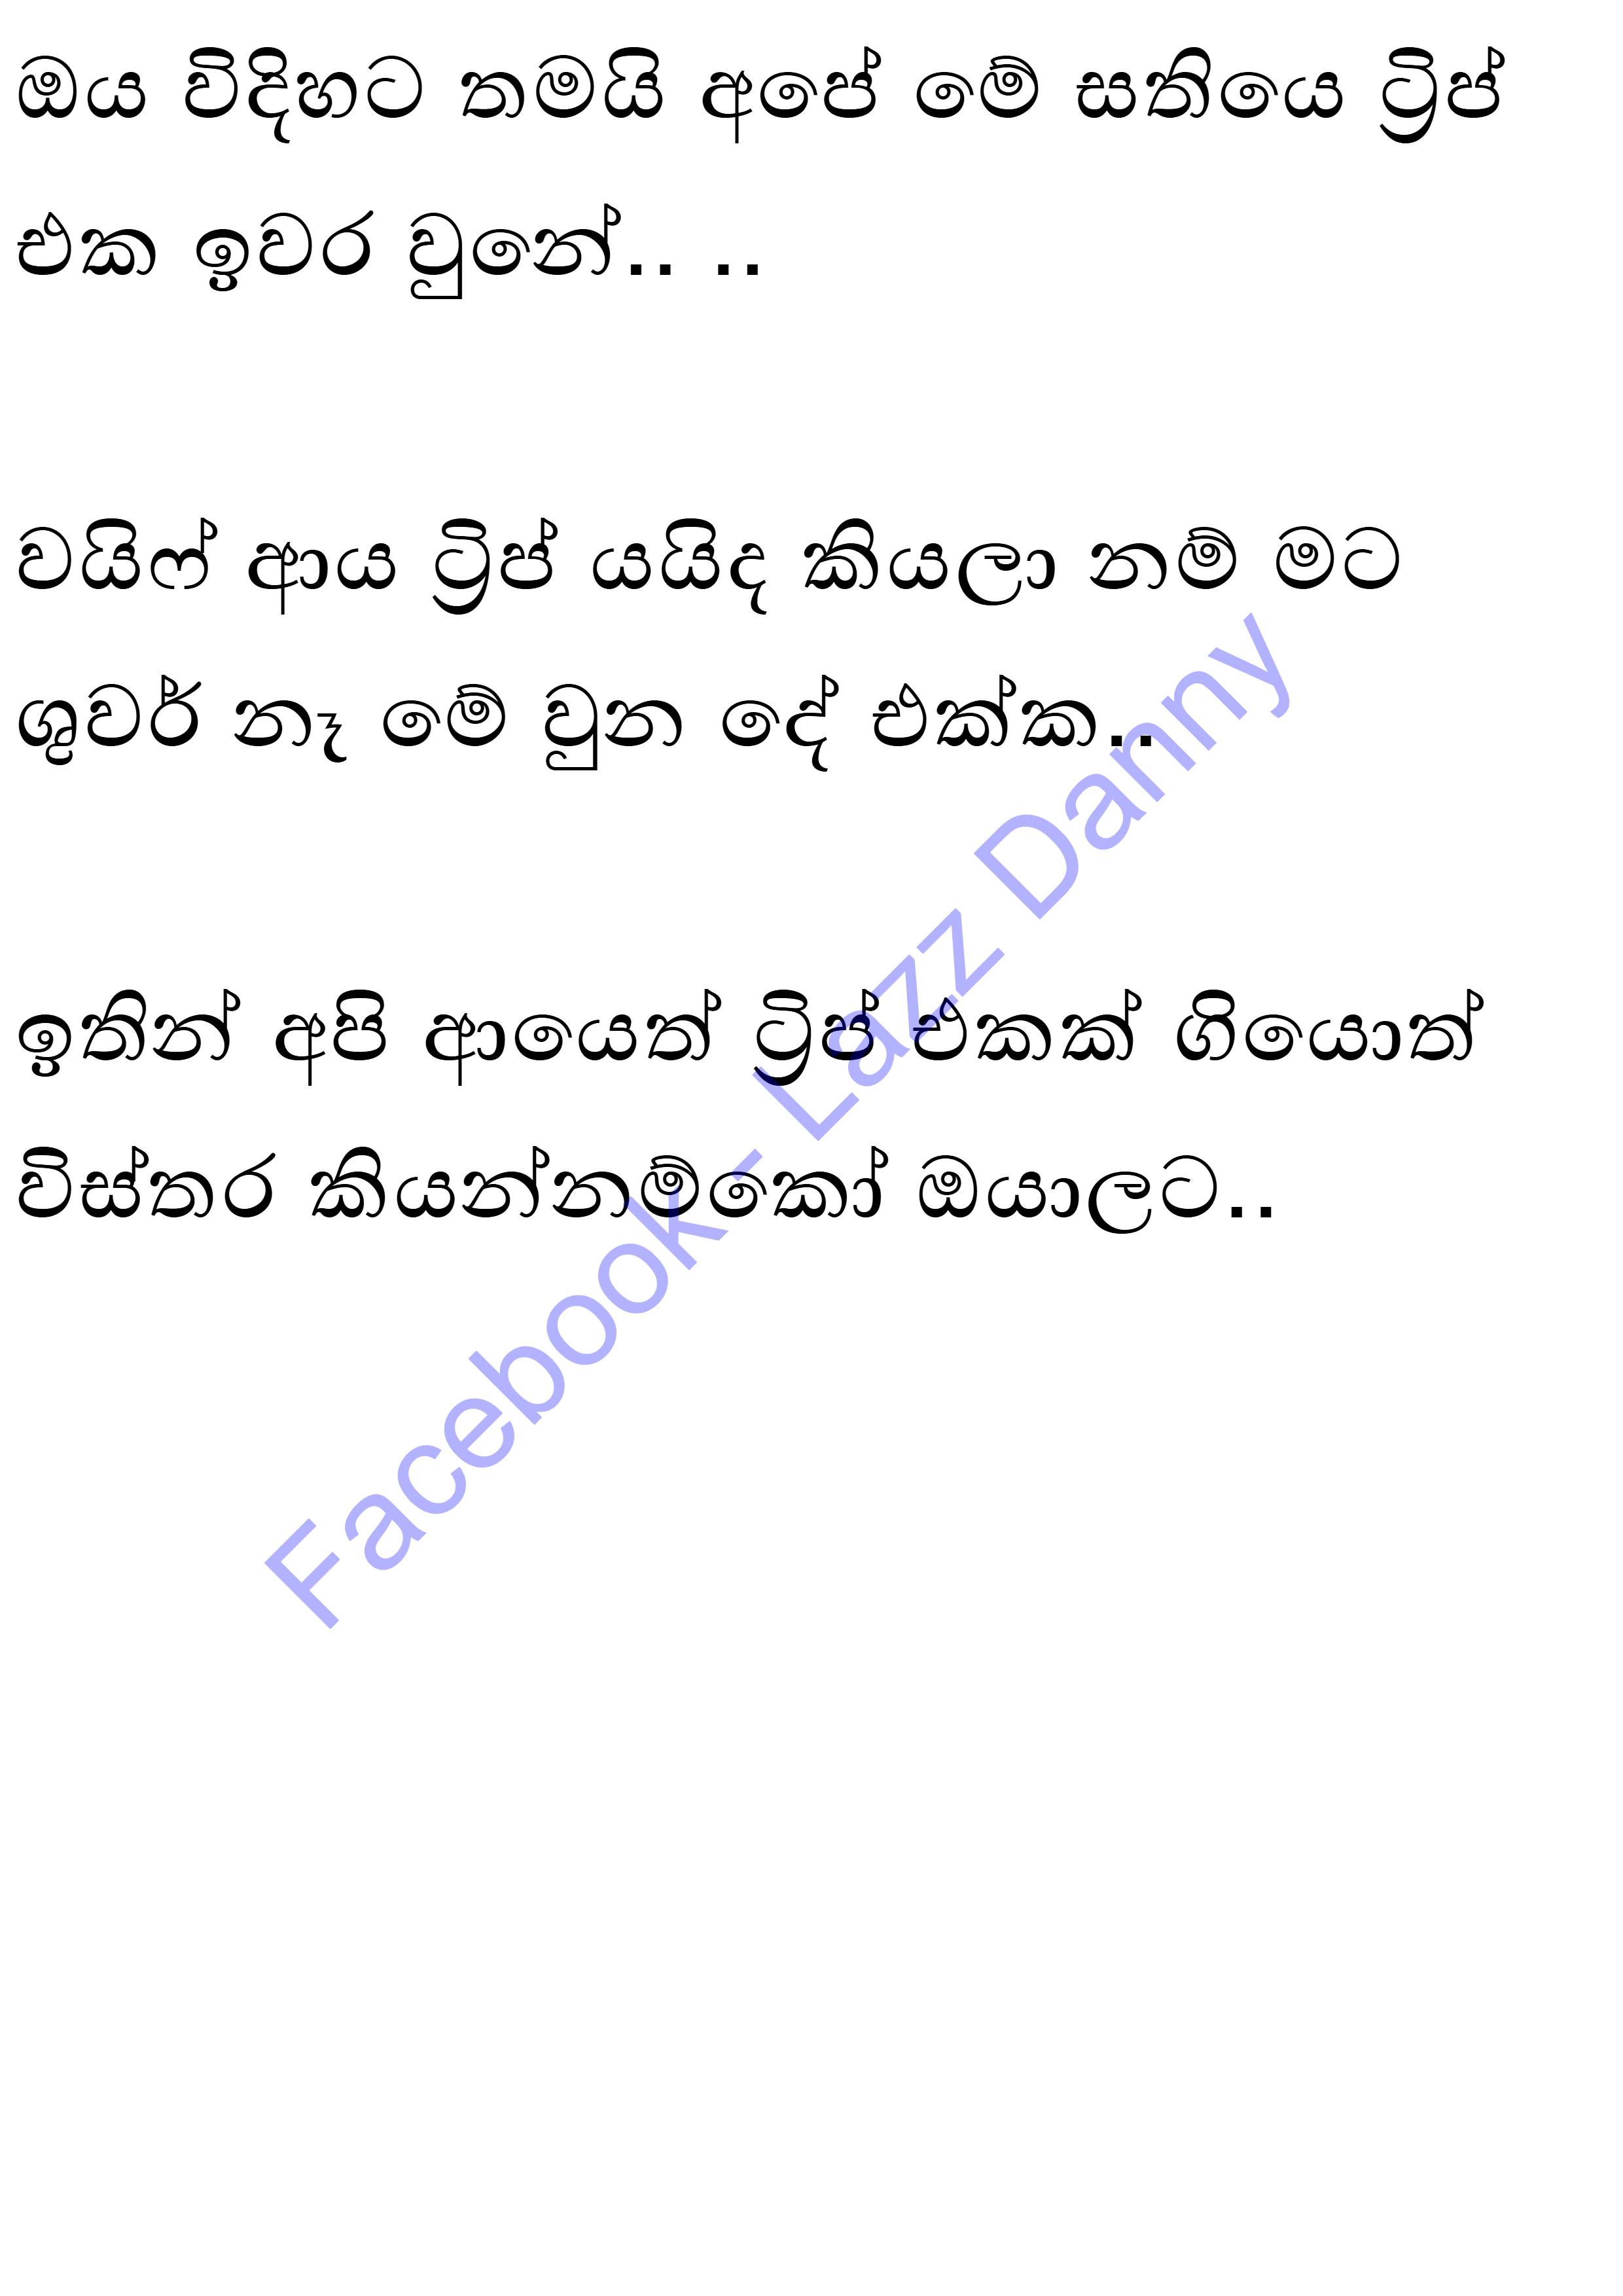 ඔය විදිහට තමයි අපේ මේ සතියෙ ට්‍රිප්
එක ඉවර වුනේ.. ..
වයිෆ් ආය ට්‍රිප් යයිද කියලා නම් මට
ශුවර් නෑ මේ වුන දේ එක්ක..
ඉතින් අපි ආයෙත් ට්‍රිප් එකක් ගියොත්
විස්තර කියන්නම්කෝ ඔයාලට..
Facebook- Lazz Danny